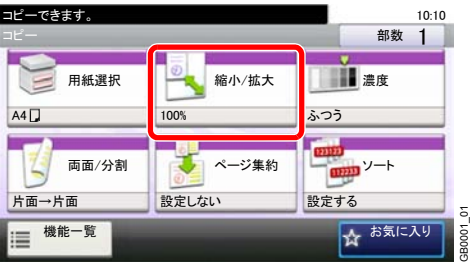 コピーできます。
10:10
コピー
部数 1
用紙選択
A4
縮小/拡大
100%
濃度
ふつう
両面/分割
片面→片面
ページ集約
設定しない
123123
112233
ソート
設定する
機能一覧
お気に入り
GB0001_01